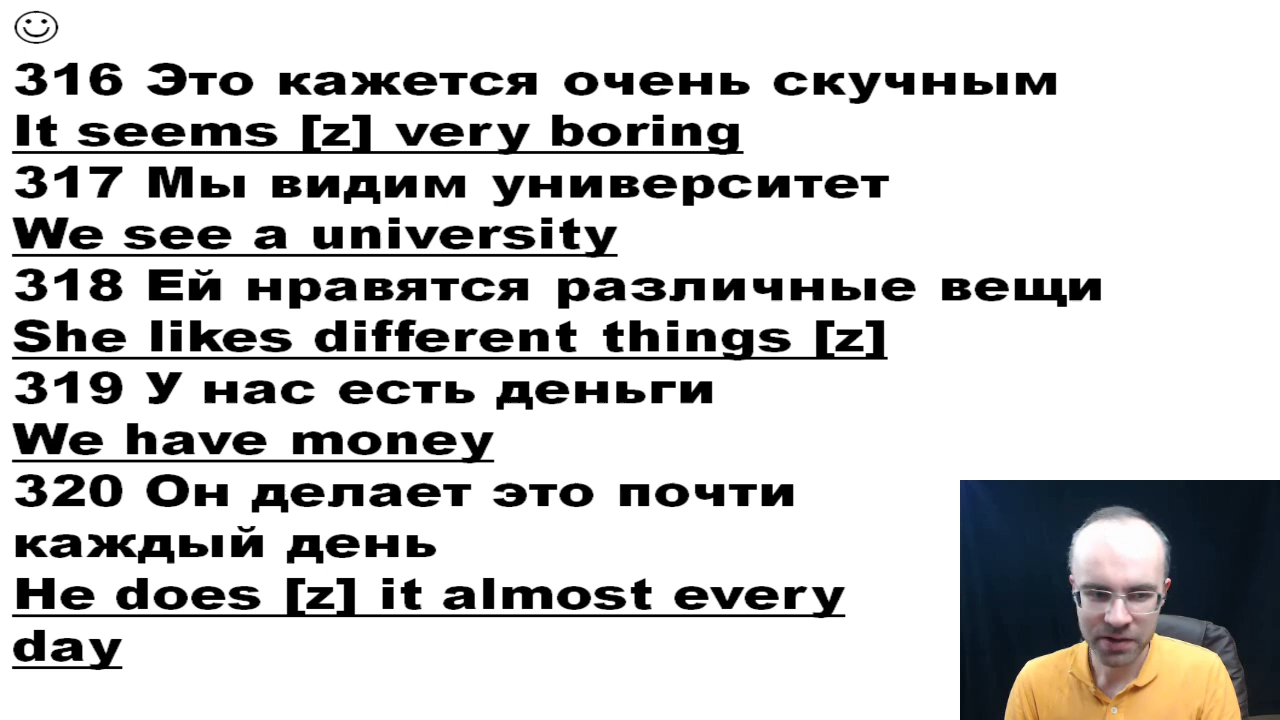 316 Это кажется очень скучным
It seems [z] very boring
317 Мы видим университет
We see a university
318 Ей нравятся различные вещи
She likes different things [z]
319 У нас есть деньги
We have money
320 Он делает это почти
каждый день
He does [z] it almost every
day